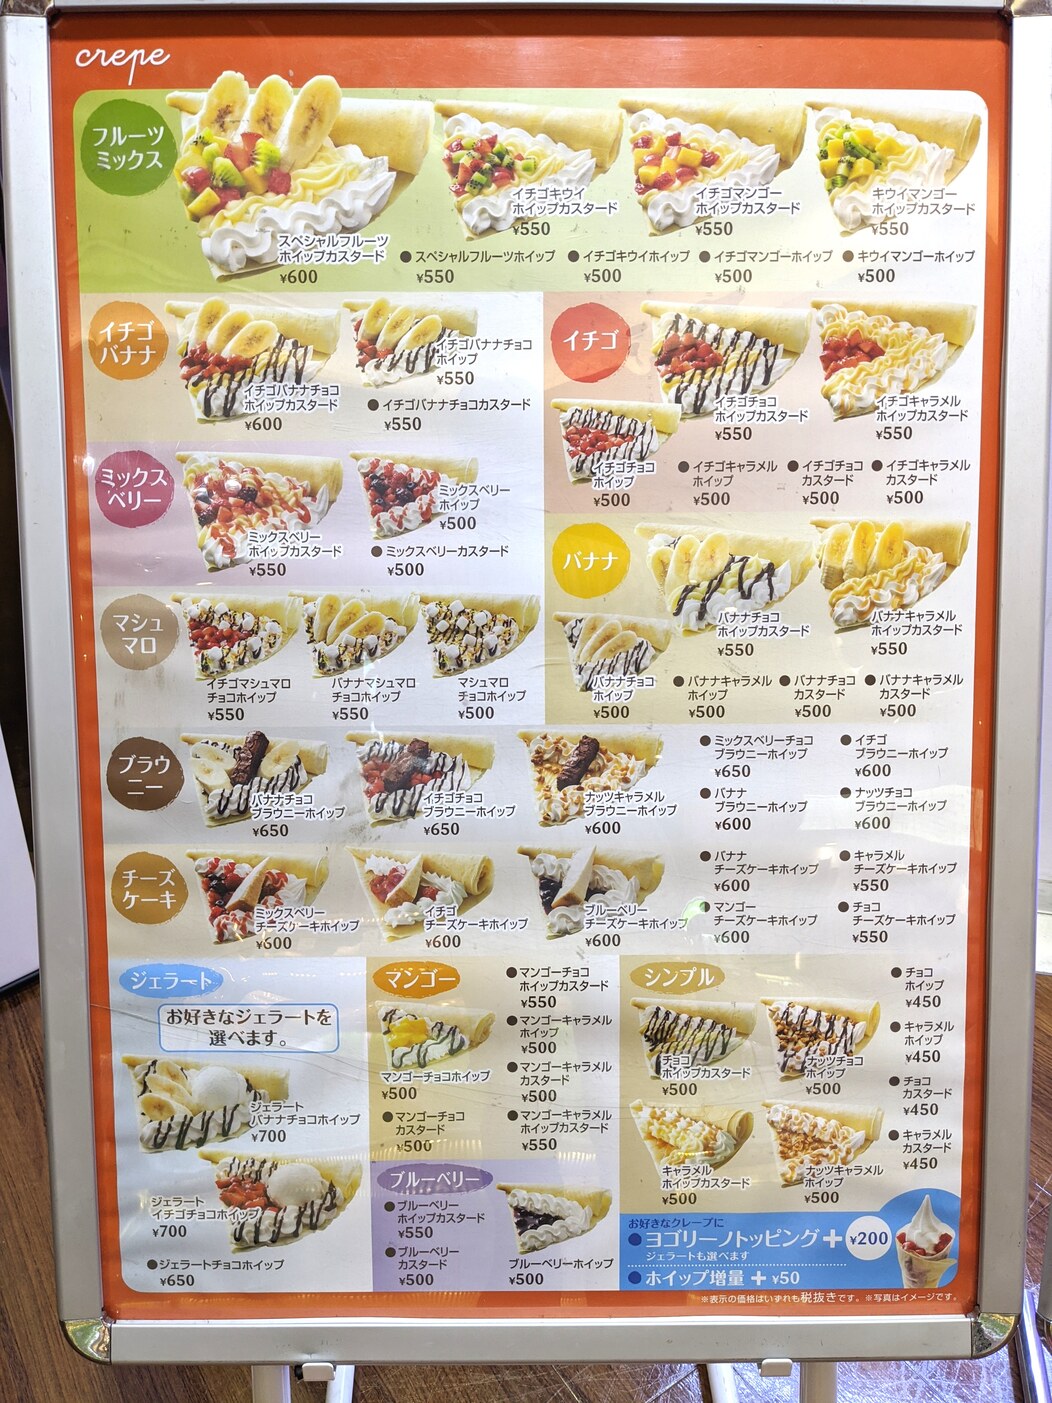 crepe
フルーツ
ミックス
スペシャルフルーツ
ホイップカスタード
¥600
イチゴキウイ
ホイップカスタード
¥550
イチゴマンゴー
ホイップカスタード
¥550
キウイマンゴー
ホイップカスタード
¥550
●スペシャルフルーツホイップ
¥550
●イチゴキウイホイップ
¥500
●イチゴマンゴーホイップ
¥500
●キウイマンゴーホイップ
¥500
イチゴ
バナナ
イチゴバナナチョコ
ホイップカスタード
¥600
イチゴバナナチョコ
ホイップ
¥550
●イチゴバナナチョコカスタード
¥550
イチゴ
イチゴチョコ
ホイップカスタード
¥550
イチゴキャラメル
ホイップカスタード
¥550
イチゴチョコ
ホイップ
¥500
●イチゴキャラメル
ホイップ
¥500
●イチゴチョコ
カスタード
¥500
●イチゴキャラメル
カスタード
¥500
ミックス
ベリー
ミックスベリー
ホイップカスタード
¥550
ミックスベリー
ホイップ
¥500
●ミックスベリーカスタード
¥500
バナナ
バナナチョコ
ホイップカスタード
¥550
バナナキャラメル
ホイップカスタード
¥550
バナナチョコ
ホイップ
¥500
●バナナキャラメル
ホイップ
¥500
●バナナチョコ
カスタード
¥500
●バナナキャラメル
カスタード
¥500
マシュ
マロ
イチゴマシュマロ
チョコホイップ
¥550
バナナマシュマロ
チョコホイップ
¥550
マシュマロ
チョコホイップ
¥500
ブラウ
ニー
バナナチョコ
ブラウニーホイップ
¥650
イチゴチョコ
ブラウニーホイップ
¥650
ナッツキャラメル
ブラウニーホイップ
¥600
●ミックスベリーチョコ
ブラウニーホイップ
¥650
●イチゴ
ブラウニーホイップ
¥600
●バナナ
ブラウニーホイップ
¥600
●ナッツチョコ
ブラウニーホイップ
¥600
チーズ
ケーキ
ミックスベリー
チーズケーキホイップ
¥600
イチゴ
チーズケーキホイップ
¥600
ブルーベリー
チーズケーキホイップ
¥600
●バナナ
チーズケーキホイップ
¥600
●キャラメル
チーズケーキホイップ
¥550
●マンゴー
チーズケーキホイップ
¥600
●チョコ
チーズケーキホイップ
¥550
ジェラート
お好きなジェラートを
選べます。
ジェラート
バナナチョコホイップ
¥700
ジェラート
イチゴチョコホイップ
¥700
●ジェラートチョコホイップ
¥650
マンゴー
マンゴーチョコホイップ
¥500
●マンゴーチョコ
カスタード
¥500
●マンゴーチョコ
ホイップカスタード
¥550
●マンゴーキャラメル
ホイップ
¥500
●マンゴーキャラメル
カスタード
¥500
●マンゴーキャラメル
ホイップカスタード
¥550
ブルーベリー
●ブルーベリー
ホイップカスタード
¥550
●ブルーベリー
カスタード
¥500
ブルーベリーホイップ
¥500
シンプル
チョコ
ホイップカスタード
¥500
ナッツチョコ
ホイップ
¥500
キャラメル
ホイップカスタード
¥500
ナッツキャラメル
ホイップ
¥500
●チョコ
ホイップ
¥450
●キャラメル
ホイップ
¥450
●チョコ
カスタード
¥450
●キャラメル
カスタード
¥450
お好きなクレープに
●ヨゴリーノトッピング+¥200
ジェラートも選べます
●ホイップ増量+¥50
※表示の価格はいずれも税抜きです。※写真はイメージです。